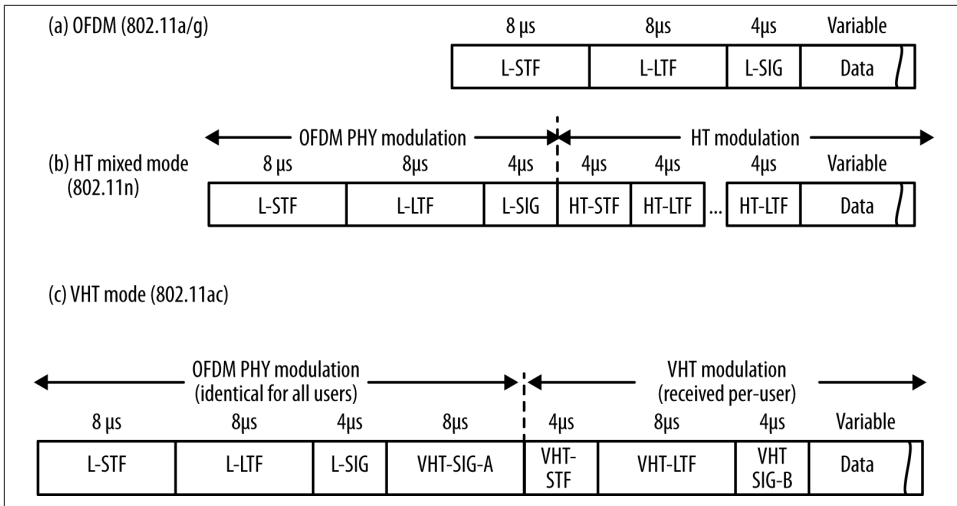 (a) OFDM (802.11a/g)
8 µs 8µs 4µs Variable
L-STF L-LTF L-SIG Data
OFDM PHY modulation HT modulation
(b) HT mixed mode
(802.11n)
8 µs 8µs 4µs 4µs 4µs 4µs Variable
L-STF L-LTF L-SIG HT-STF HT-LTF ... HT-LTF Data
(c) VHT mode (802.11ac)
OFDM PHY modulation
(identical for all users)
VHT modulation
(received per-user)
8 µs 8µs 4µs 8µs 4µs 8µs 4µs Variable
L-STF L-LTF L-SIG VHT-SIG-A VHT-
STF VHT-LTF VHT
SIG-B Data